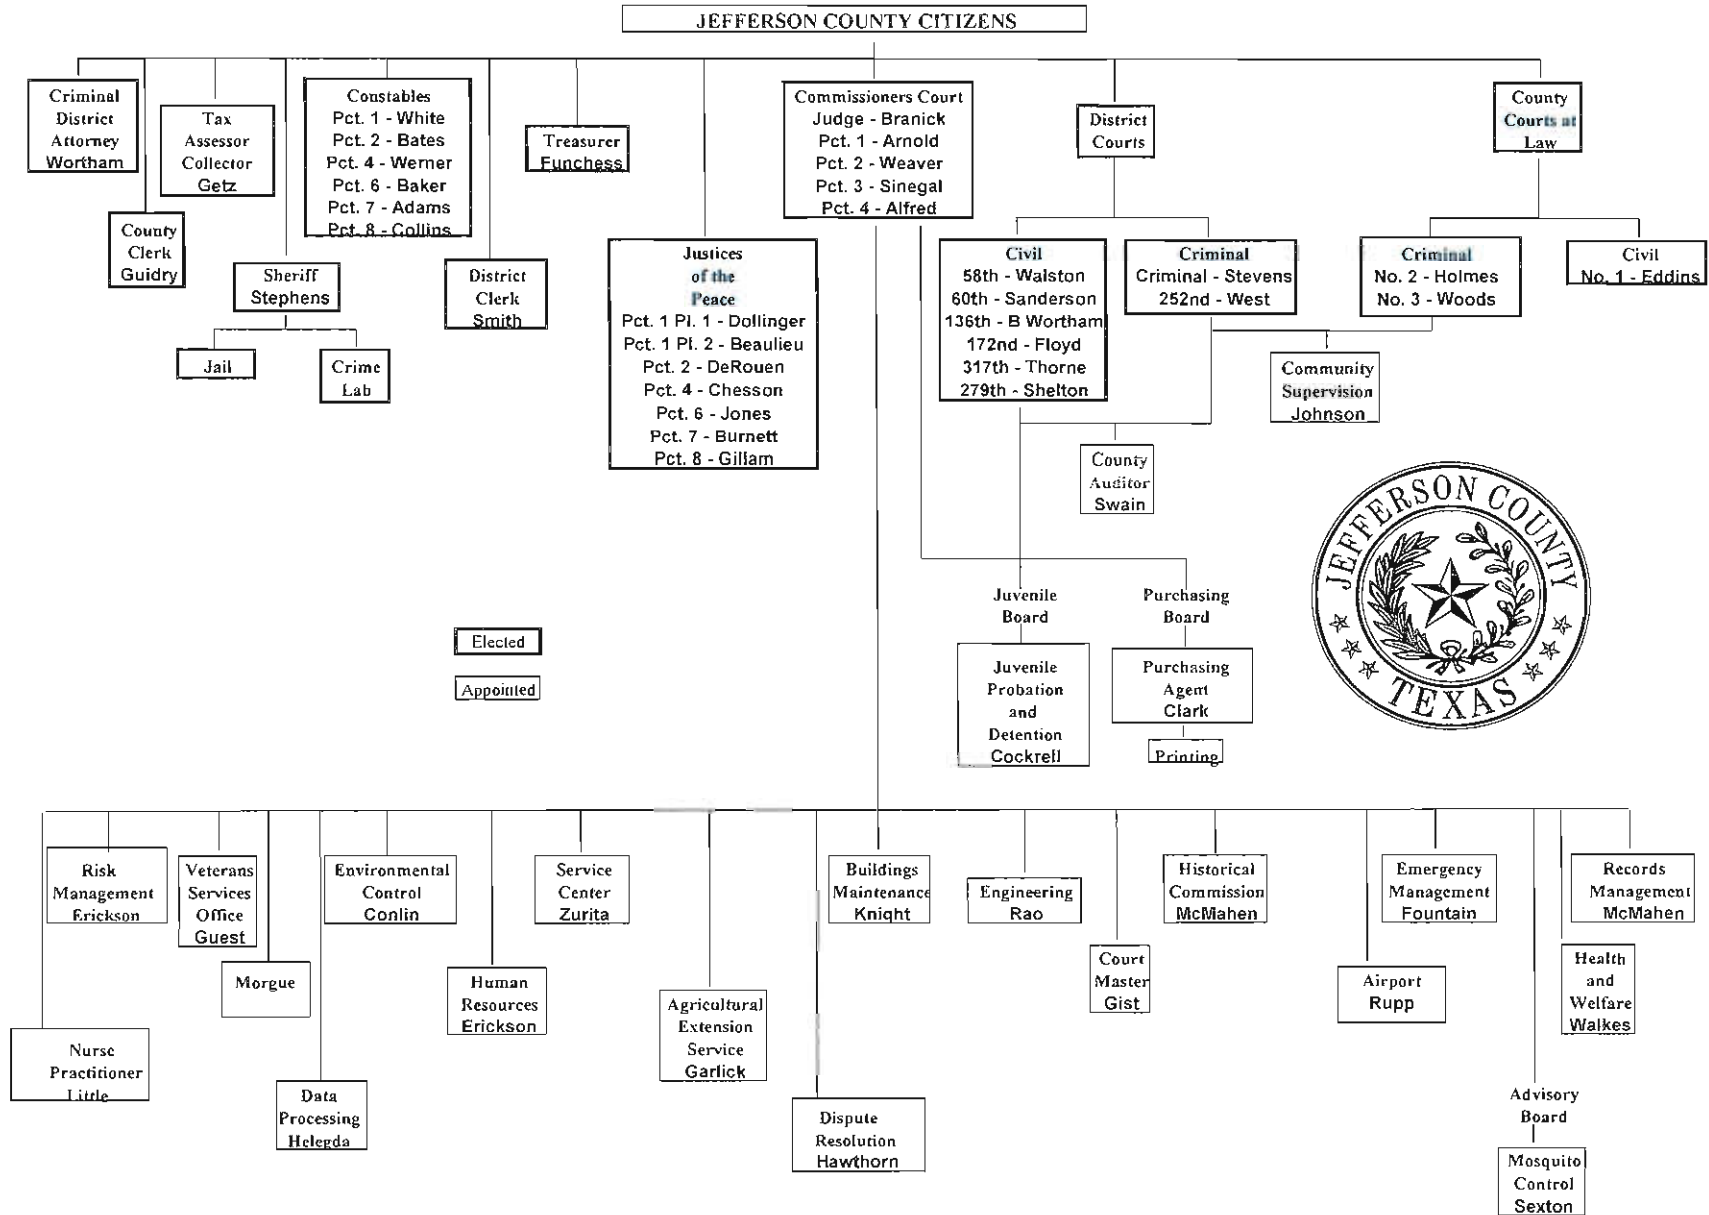 JEFFERSON COUNTY CITIZENS
Criminal
District
Attorney
Wortham
County
Clerk
Guidry
Tax
Assessor
Collector
Getz
Sheriff
Stephens
Jail
Crime
Lab
Constables
Pct. 1 - White
Pct. 2 - Bates
Pct. 4 - Werner
Pct. 6 - Baker
Pct. 7 - Adams
Pct. 8 - Collins
District
Clerk
Smith
Treasurer
Funchess
Justices
of the
Peace
Pct. 1 Pl. 1 - Dollinger
Pct. 1 Pl. 2 - Beaulieu
Pct. 2 - DeRouen
Pct. 4 - Chesson
Pct. 6 - Jones
Pct. 7 - Burnett
Pct. 8 - Gillam
Commissioners Court
Judge - Branick
Pct. 1 - Arnold
Pct. 2 - Weaver
Pct. 3 - Sinegal
Pct. 4 - Alfred
District
Courts
Civil
58th - Walston
60th - Sanderson
136th - B Wortham
172nd - Floyd
317th - Thorne
279th - Shelton
Criminal
Criminal - Stevens
252nd - West
County
Courts at
Law
Criminal
No. 2 - Holmes
No. 3 - Woods
Civil
No. 1 - Eddins
Community
Supervision
Johnson
County
Auditor
Swain
Juvenile
Board
Juvenile
Probation
and
Detention
Cockrell
Purchasing
Board
Purchasing
Agent
Clark
Printing
JEFFERSON COUNTY
TEXAS
Elected
Appointed
Risk
Management
Erickson
Veterans
Services
Office
Guest
Environmental
Control
Conlin
Service
Center
Zurita
Buildings
Maintenance
Knight
Engineering
Rao
Historical
Commission
McMahen
Emergency
Management
Fountain
Records
Management
McMahen
Morgue
Human
Resources
Erickson
Agricultural
Extension
Service
Garlick
Court
Master
Gist
Airport
Rupp
Health
and
Welfare
Walkes
Nurse
Practitioner
Little
Data
Processing
Helegda
Dispute
Resolution
Hawthorn
Advisory
Board
Mosquito
Control
Sexton